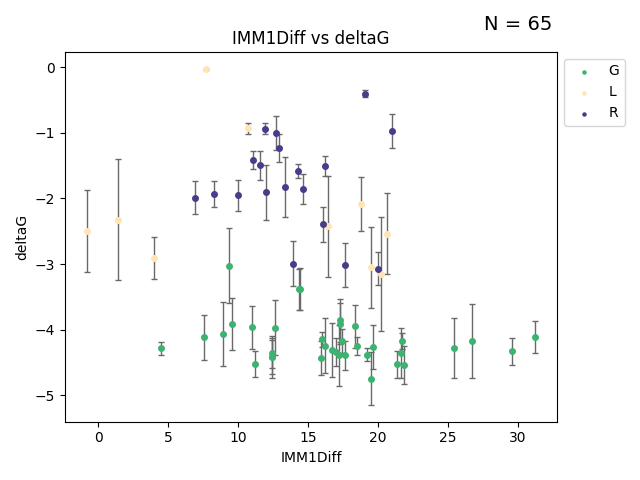 N = 65
IMM1Diff vs deltaG
G
L
R
deltaG
0
−1
−2
−3
−4
−5
0 5 10 15 20 25 30
IMM1Diff